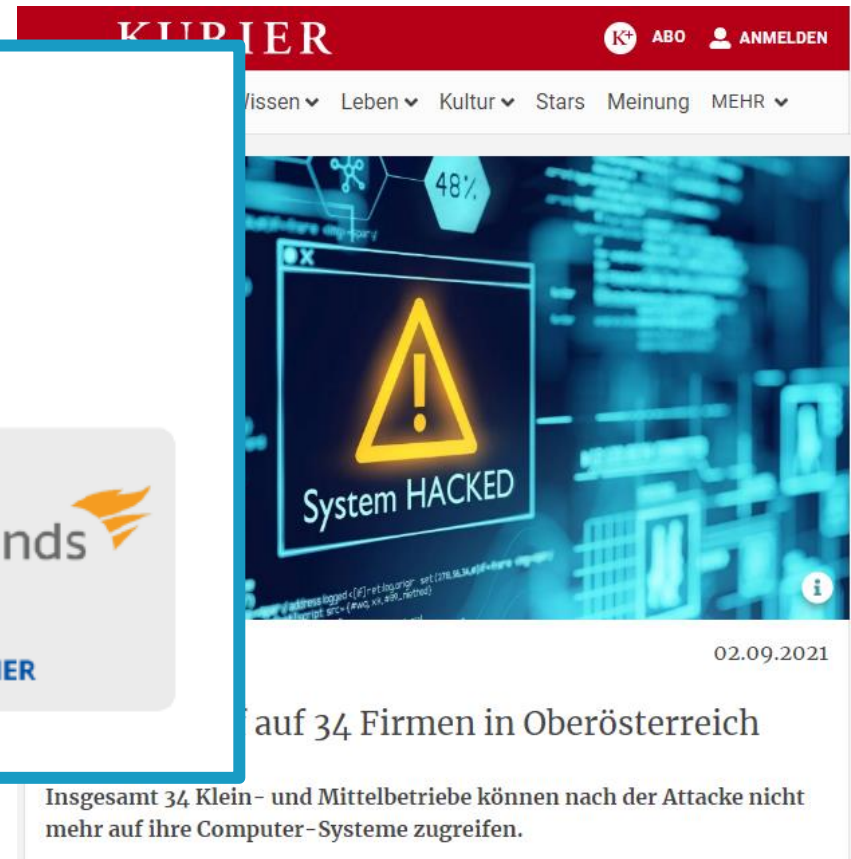 KURIER
K+ ABO ANMELDEN
Wissen Leben Kultur Stars Meinung MEHR
48%
System HACKED
nds
i
02.09.2021
auf 34 Firmen in Oberösterreich
Insgesamt 34 Klein- und Mittelbetriebe können nach der Attacke nicht
mehr auf ihre Computer-Systeme zugreifen.